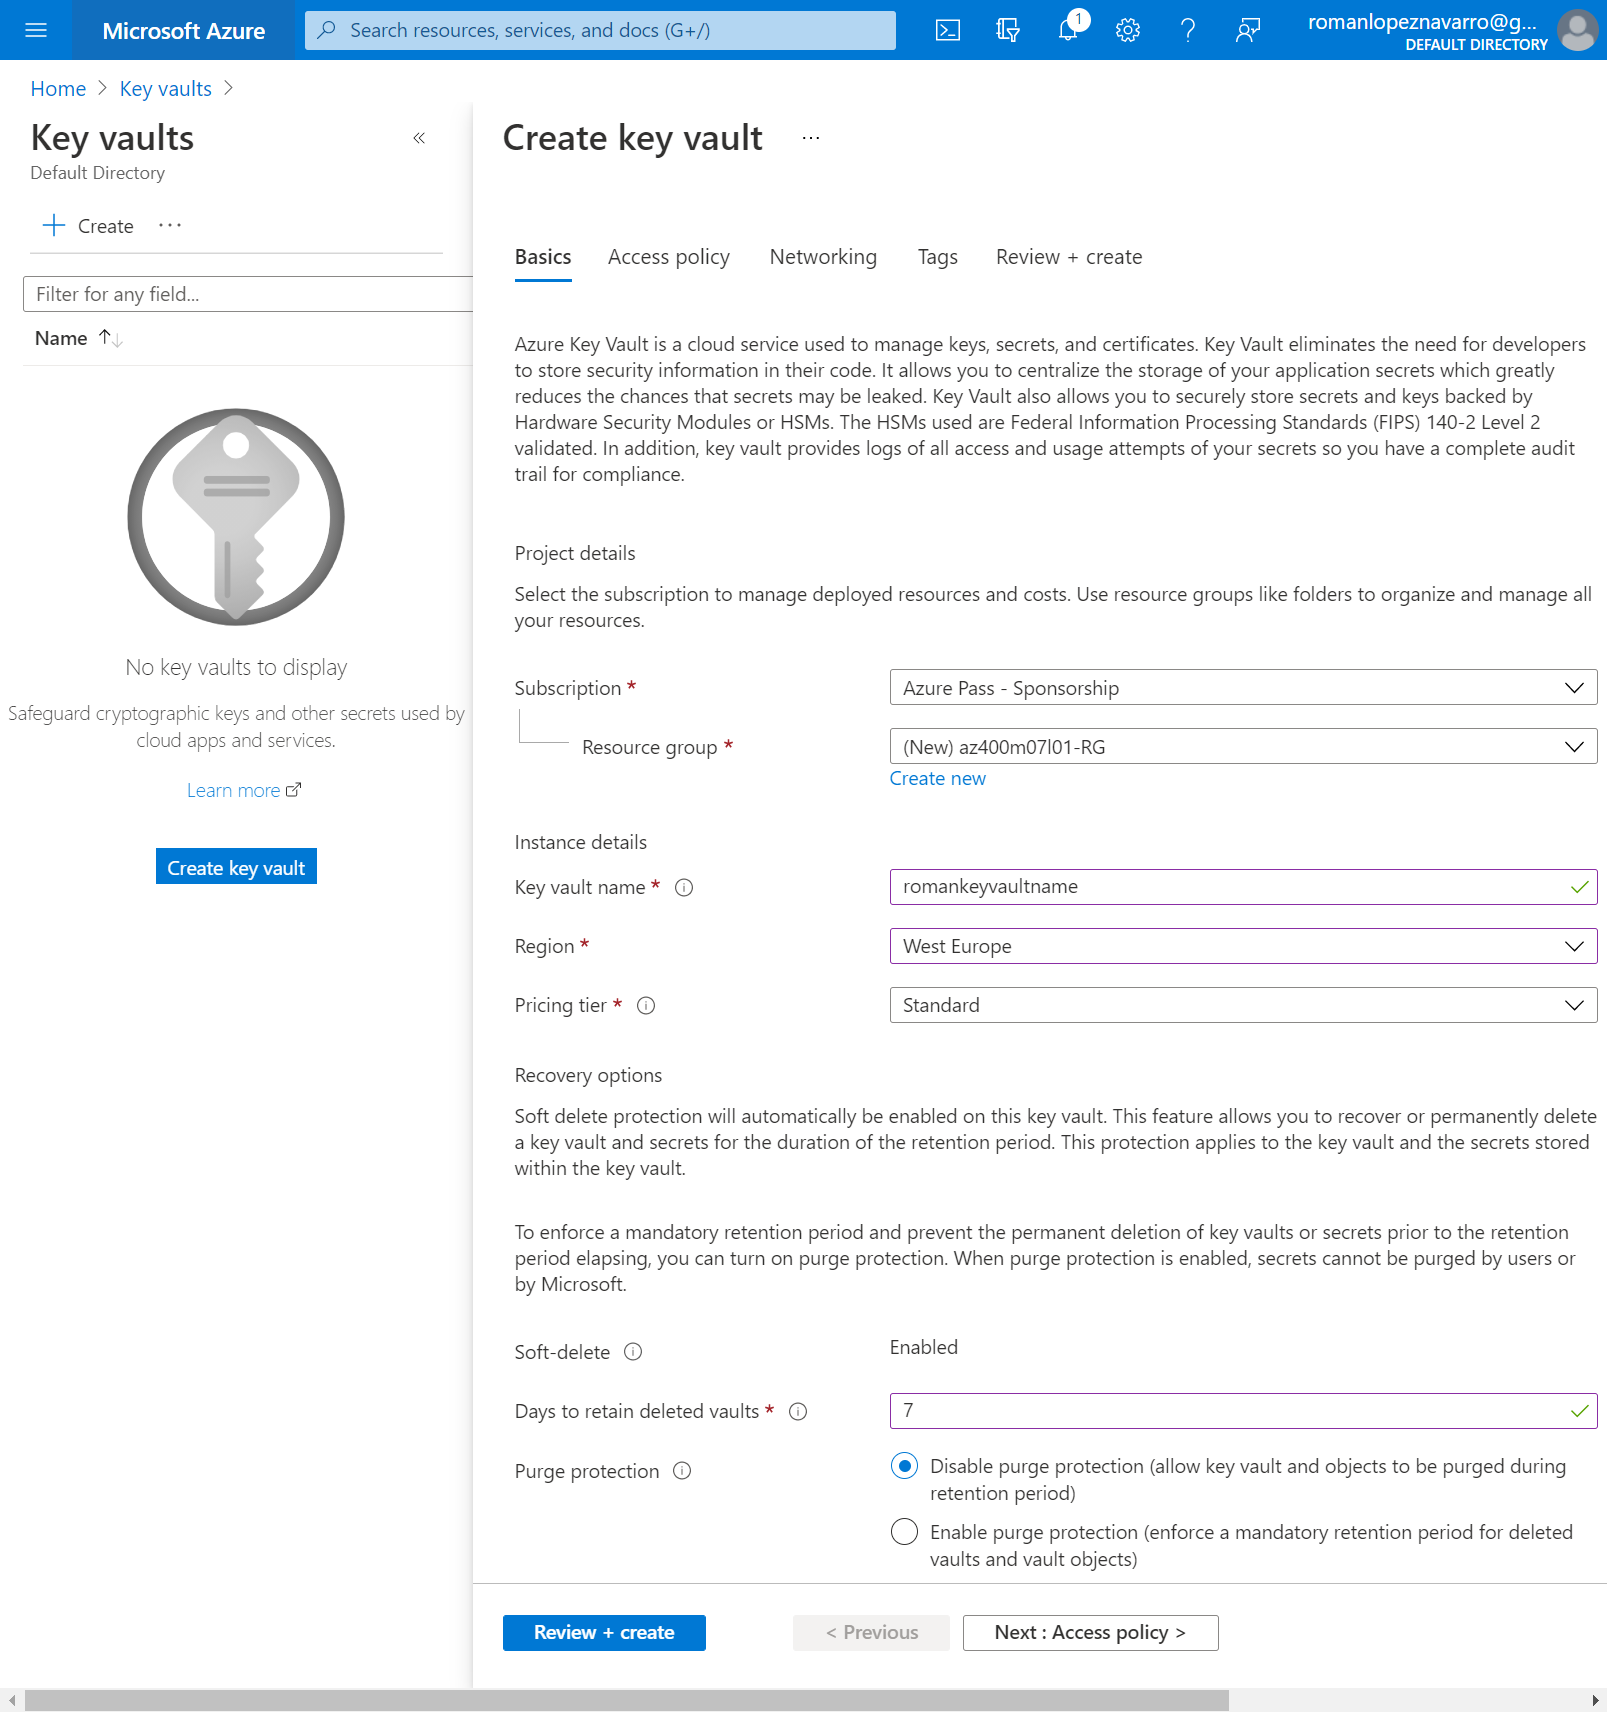 Microsoft Azure
Search resources, services, and docs (G+/)
1
romanlopeznavarro@g...
DEFAULT DIRECTORY
Home > Key vaults >
Key vaults
«
Default Directory
+ Create ...
Filter for any field...
Name ↑↓
No key vaults to display
Safeguard cryptographic keys and other secrets used by
cloud apps and services.
Learn more
Create key vault
Create key vault ...
Basics Access policy Networking Tags Review + create
Azure Key Vault is a cloud service used to manage keys, secrets, and certificates. Key Vault eliminates the need for developers
to store security information in their code. It allows you to centralize the storage of your application secrets which greatly
reduces the chances that secrets may be leaked. Key Vault also allows you to securely store secrets and keys backed by
Hardware Security Modules or HSMs. The HSMs used are Federal Information Processing Standards (FIPS) 140-2 Level 2
validated. In addition, key vault provides logs of all access and usage attempts of your secrets so you have a complete audit
trail for compliance.
Project details
Select the subscription to manage deployed resources and costs. Use resource groups like folders to organize and manage all
your resources.
Subscription * Azure Pass - Sponsorship
Resource group * (New) az400m07l01-RG
Create new
Instance details
Key vault name * romankeyvaultname
Region * West Europe
Pricing tier * Standard
Recovery options
Soft delete protection will automatically be enabled on this key vault. This feature allows you to recover or permanently delete
a key vault and secrets for the duration of the retention period. This protection applies to the key vault and the secrets stored
within the key vault.
To enforce a mandatory retention period and prevent the permanent deletion of key vaults or secrets prior to the retention
period elapsing, you can turn on purge protection. When purge protection is enabled, secrets cannot be purged by users or
by Microsoft.
Soft-delete Enabled
Days to retain deleted vaults * 7
Purge protection
Disable purge protection (allow key vault and objects to be purged during
retention period)
Enable purge protection (enforce a mandatory retention period for deleted
vaults and vault objects)
Review + create < Previous Next : Access policy >